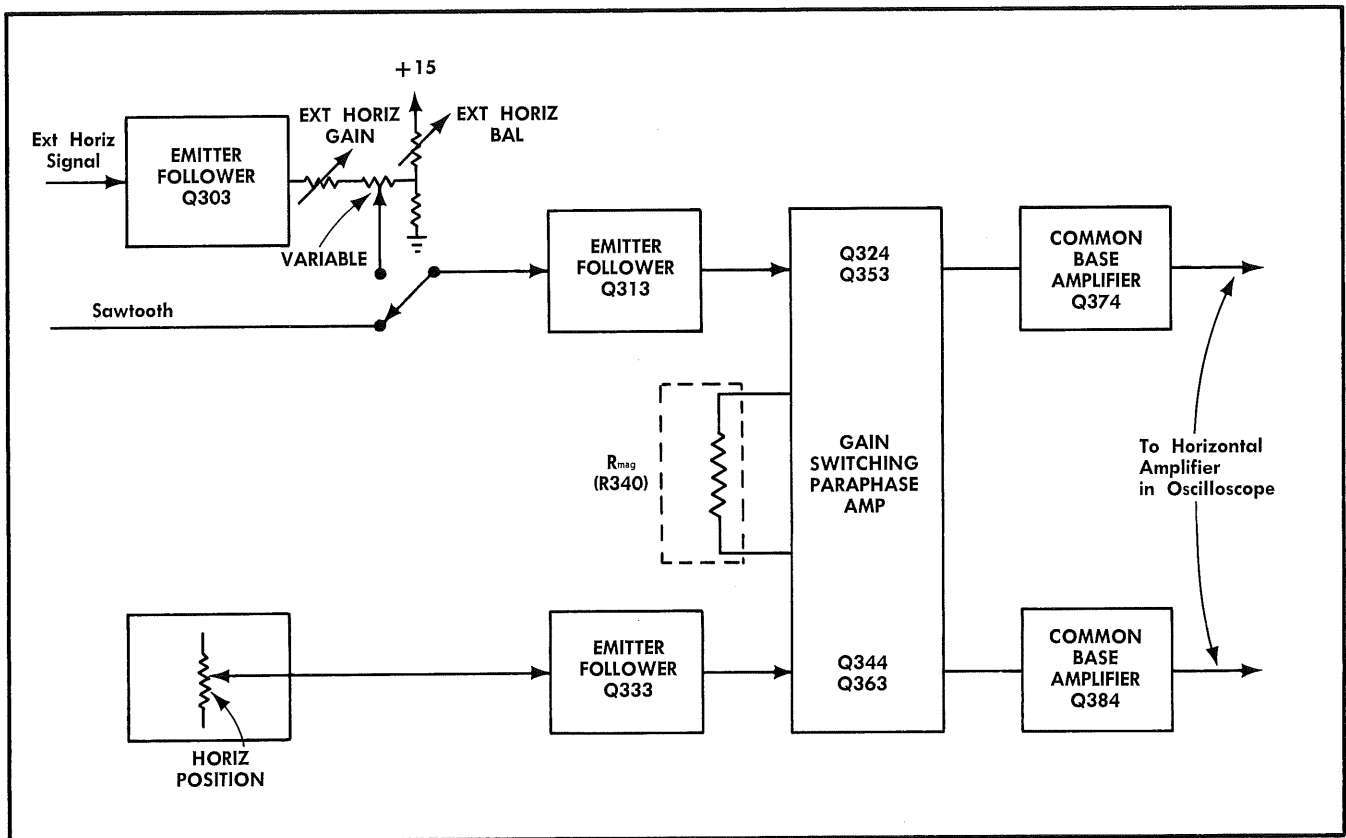 +15
EXT HORIZ
GAIN
EXT HORIZ
BAL
Ext Horiz
Signal
EMITTER
FOLLOWER
Q303
VARIABLE
Sawtooth
EMITTER
FOLLOWER
Q313
Q324
Q353
COMMON
BASE
AMPLIFIER
Q374
Rmag
(R340)
GAIN
SWITCHING
PARAPHASE
AMP
To Horizontal
Amplifier
in Oscilloscope
HORIZ
POSITION
EMITTER
FOLLOWER
Q333
Q344
Q363
COMMON
BASE
AMPLIFIER
Q384